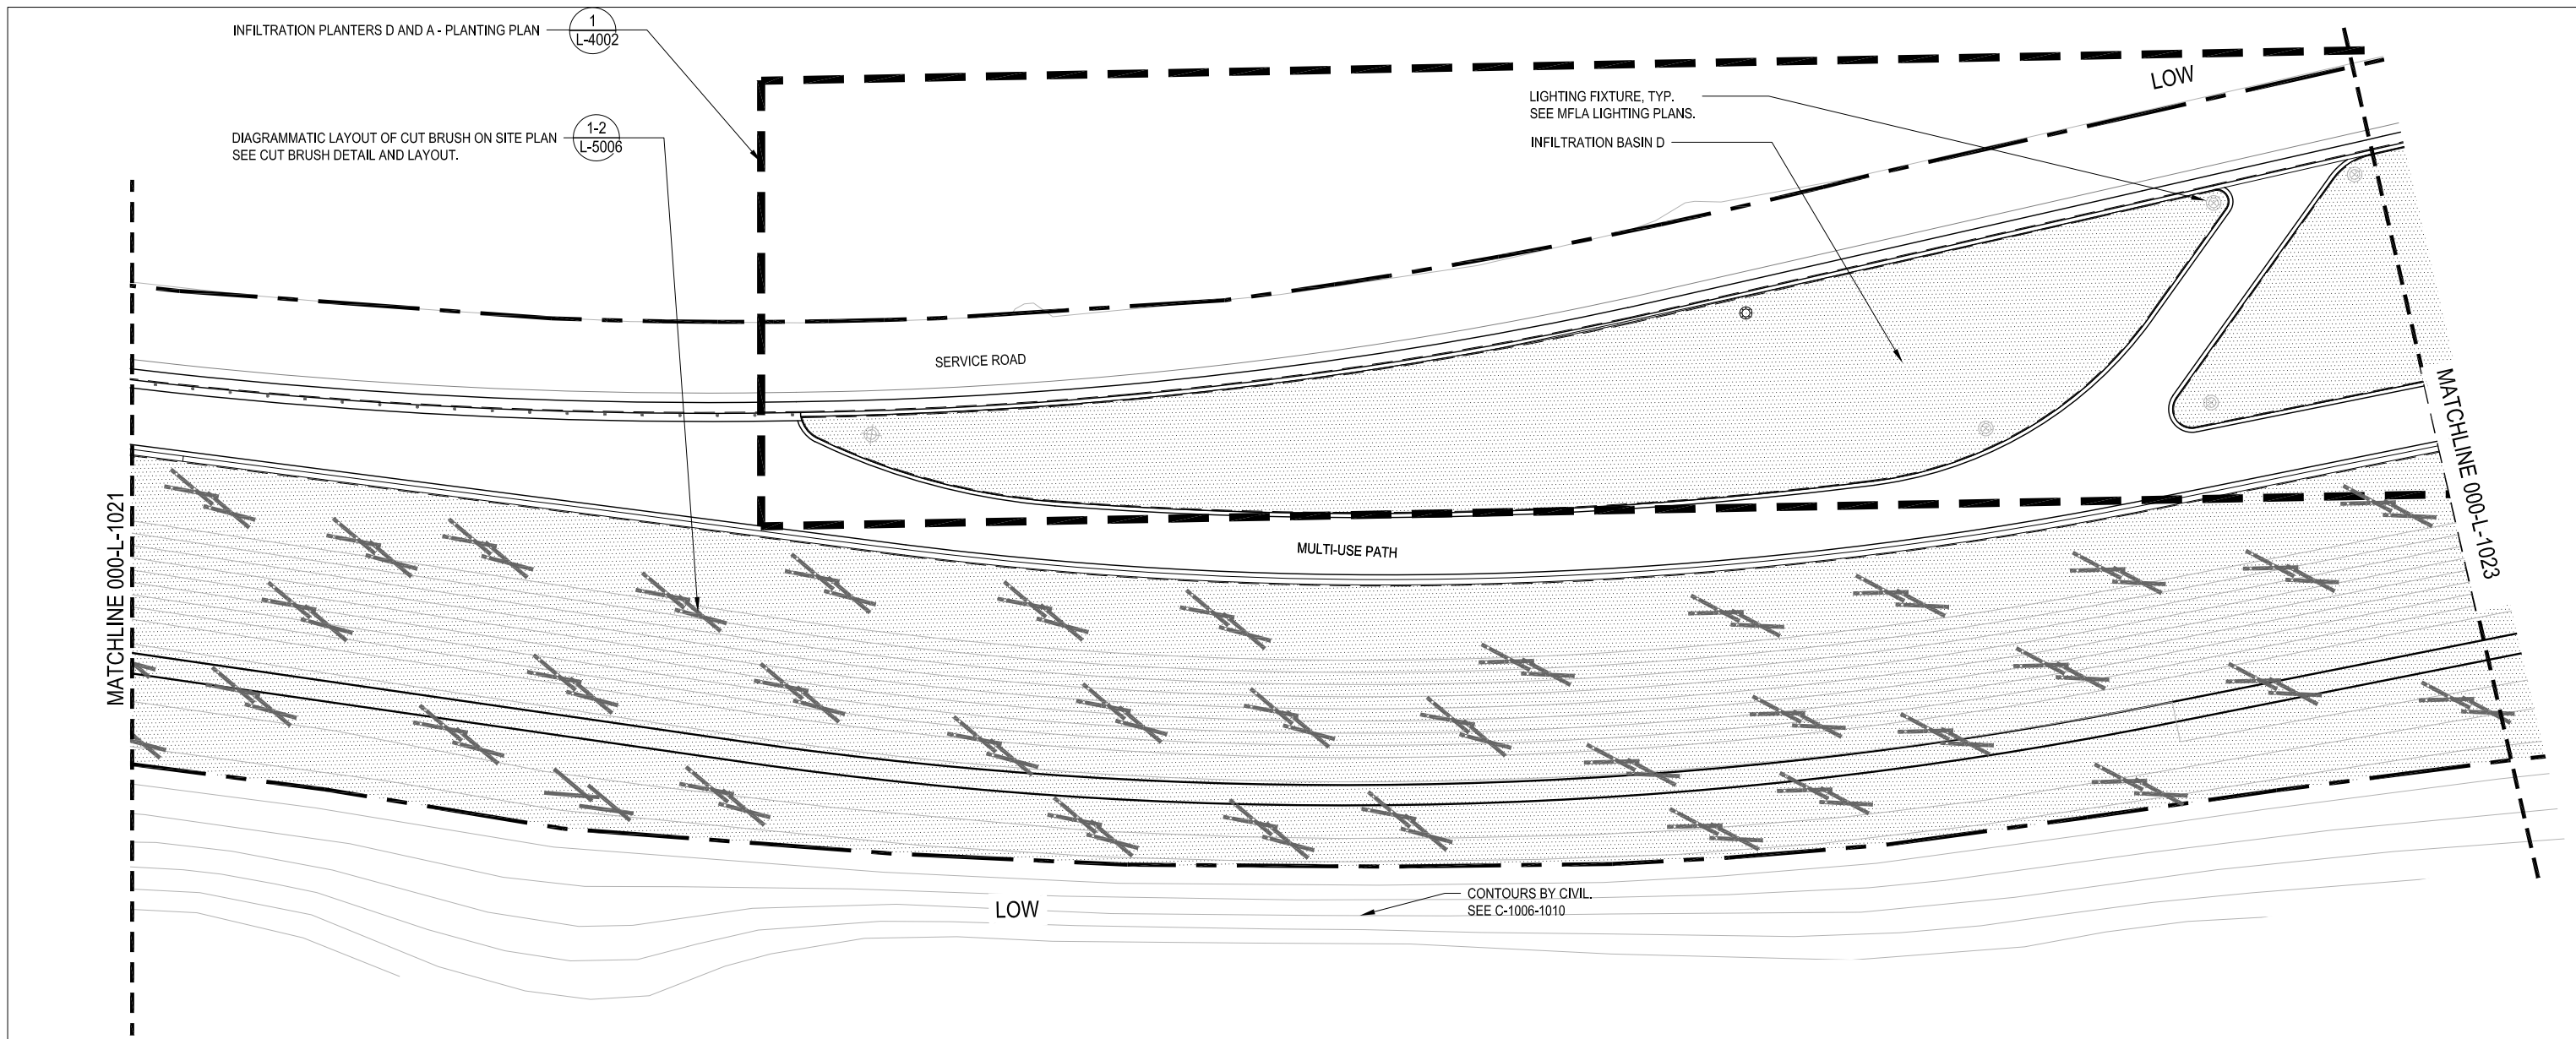 INFILTRATION PLANTERS D AND A - PLANTING PLAN
1
L-4002
DIAGRAMMATIC LAYOUT OF CUT BRUSH ON SITE PLAN
SEE CUT BRUSH DETAIL AND LAYOUT.
1-2
L-5006
LIGHTING FIXTURE, TYP.
SEE MFLA LIGHTING PLANS.
INFILTRATION BASIN D
LOW
SERVICE ROAD
MULTI-USE PATH
MATCHLINE 000-L-1021
MATCHLINE 000-L-1023
LOW
CONTOURS BY CIVIL.
SEE C-1006-1010